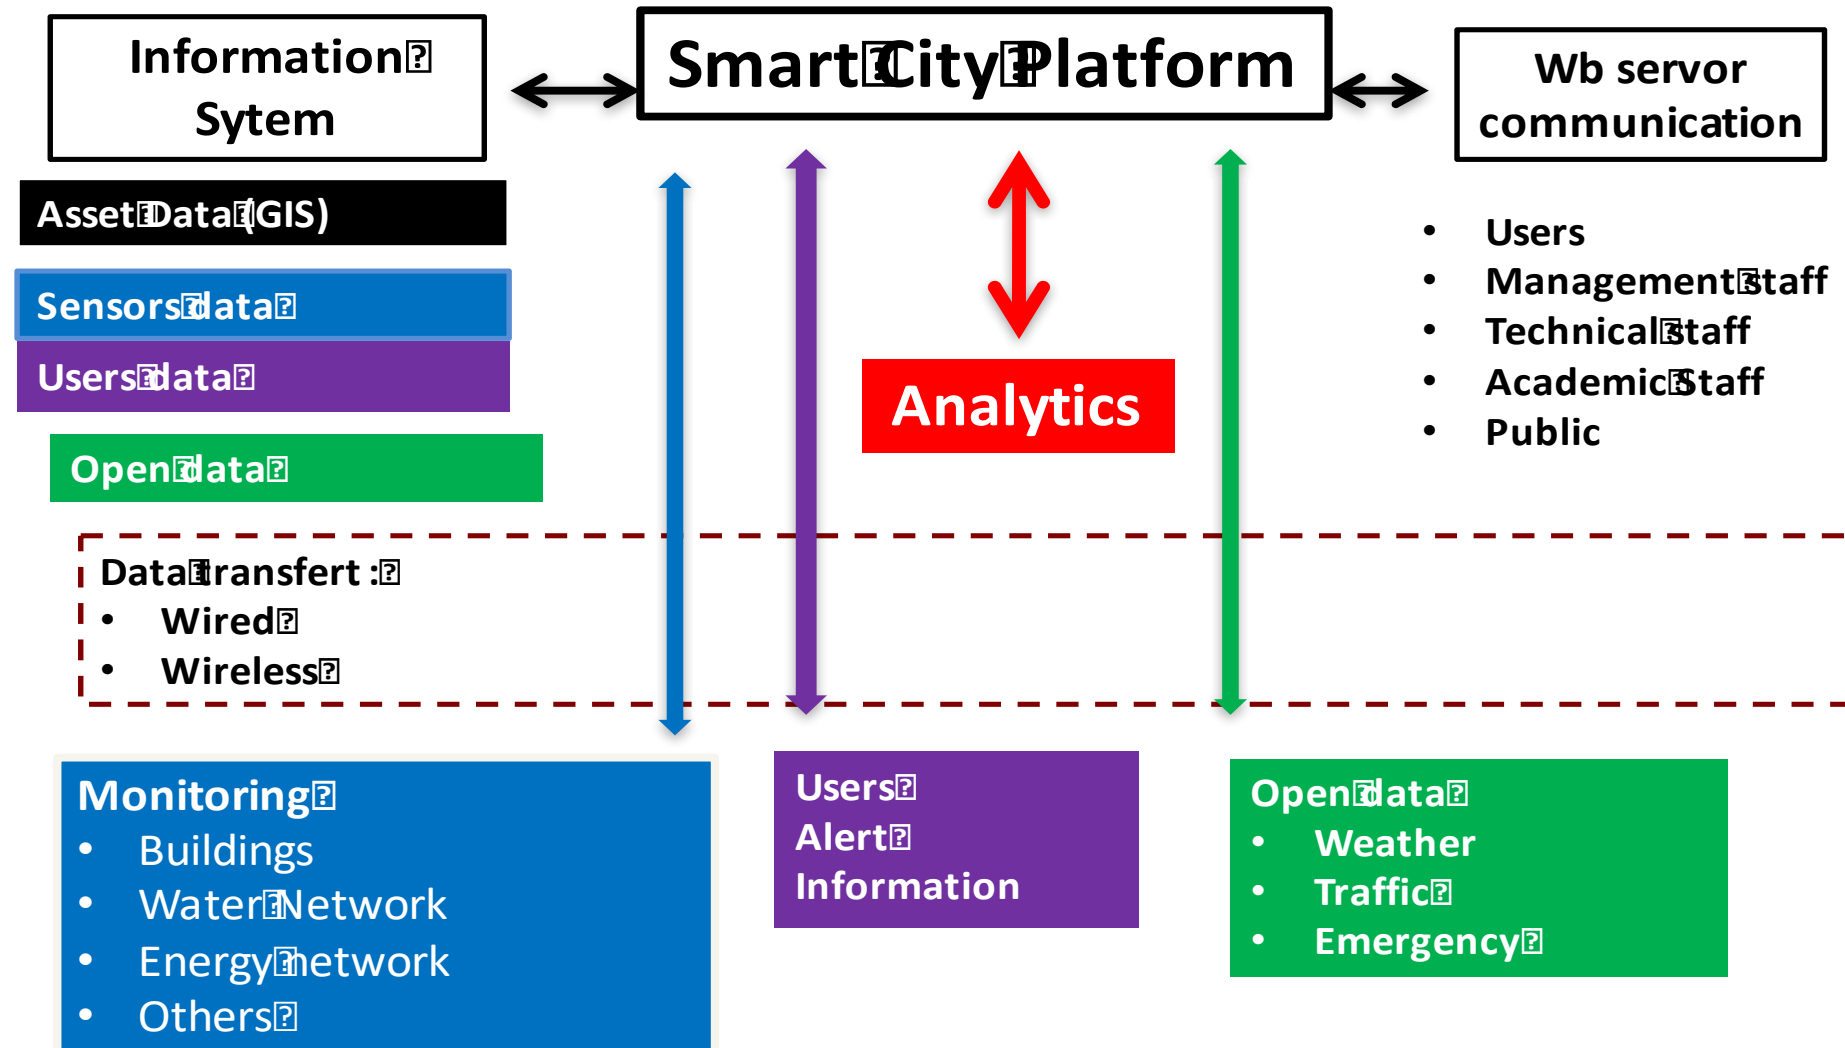 Information
Sytem
Smart City Platform
Wb servor
communication
Asset Data (GIS)
Sensors data
Users data
Open data
Analytics
• Users
• Management staff
• Technical staff
• Academic Staff
• Public
Data transfert :
• Wired
• Wireless
Monitoring
• Buildings
• Water Network
• Energy network
• Others
Users
Alert
Information
Open data
• Weather
• Traffic
• Emergency